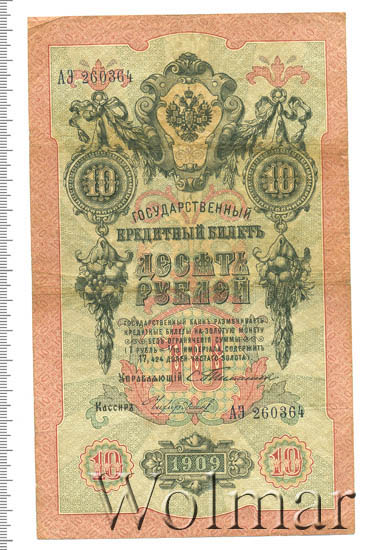 АЭ 260364
10 10
ГОСУДАРСТВЕННЫЙ
КРЕДИТНЫЙ БИЛЕТЪ
ДЕСЯТЬ
РУБЛЕЙ
ГОСУДАРСТВЕННЫЙ БАНКЪ РАЗМѢНИВАЕТЪ
КРЕДИТНЫЕ БИЛЕТЫ НА ЗОЛОТУЮ МОНЕТУ
БЕЗЪ ОГРАНИЧЕНІЯ СУММЫ
(1 РУБЛЬ = 1/15 ИМПЕРІАЛА, СОДЕРЖИТЪ
17,424 ДОЛЕЙ ЧИСТАГО ЗОЛОТА).
10
Управляющій
Кассиръ
АЭ 260364
10 1909 10
Wolmar